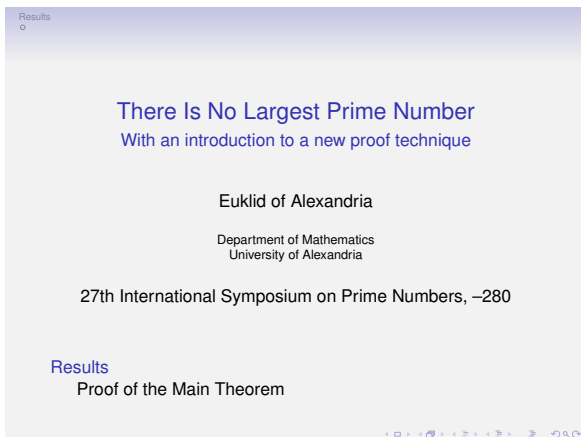 Results
There Is No Largest Prime Number
With an introduction to a new proof technique
Euklid of Alexandria
Department of Mathematics
University of Alexandria
27th International Symposium on Prime Numbers, –280
Results
Proof of the Main Theorem